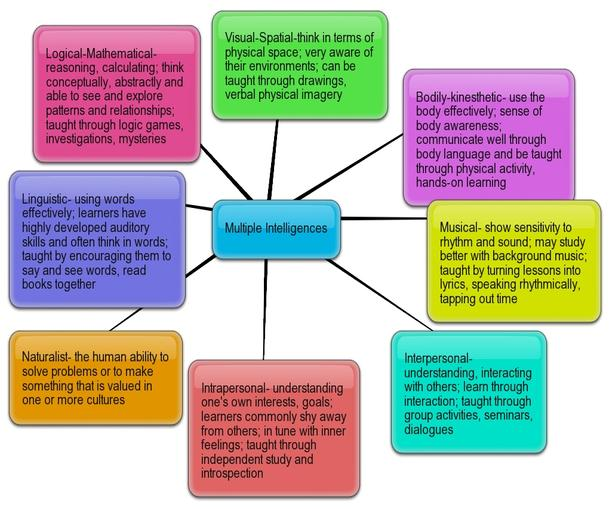 Visual-Spatial-think in terms of
physical space; very aware of
their environments; can be
taught through drawings,
verbal physical imagery
Logical-Mathematical-
reasoning, calculating; think
conceptually, abstractly and
able to see and explore
patterns and relationships;
taught through logic games,
investigations, mysteries
Bodily-kinesthetic- use the
body effectively; sense of
body awareness;
communicate well through
body language and be taught
through physical activity,
hands-on learning
Linguistic- using words
effectively; learners have
highly developed auditory
skills and often think in words;
taught by encouraging them to
say and see words, read
books together
Multiple Intelligences
Musical- show sensitivity to
rhythm and sound; may study
better with background music;
taught by turning lessons into
lyrics, speaking rhythmically,
tapping out time
Naturalist- the human ability to
solve problems or to make
something that is valued in
one or more cultures
Intrapersonal- understanding
one's own interests, goals;
learners commonly shy away
from others; in tune with inner
feelings; taught through
independent study and
introspection
Interpersonal-
understanding, interacting
with others; learn through
interaction; taught through
group activities, seminars,
dialogues